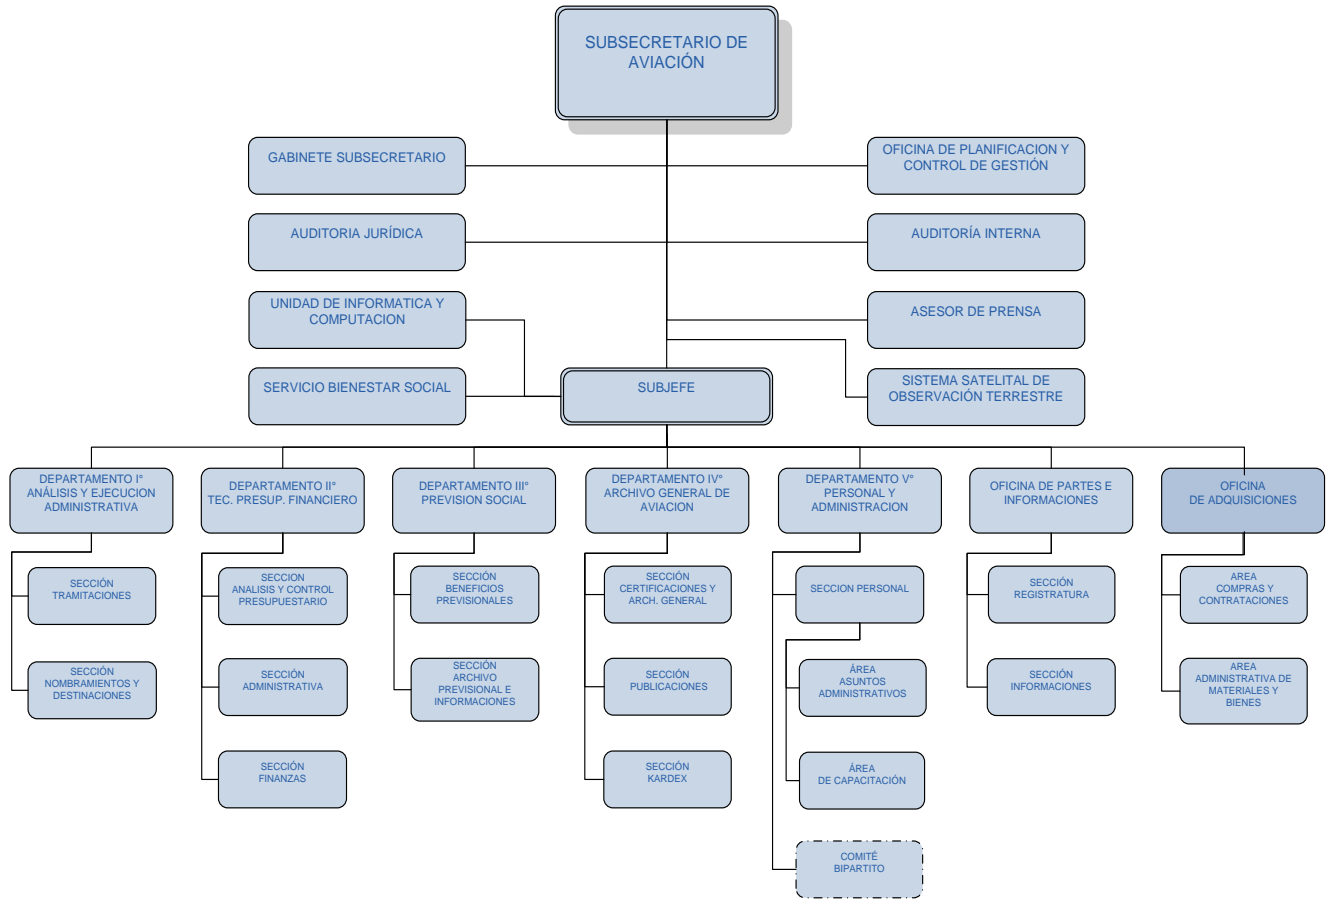 SUBSECRETARIO DE
AVIACIÓN
GABINETE SUBSECRETARIO
OFICINA DE PLANIFICACION Y
CONTROL DE GESTIÓN
AUDITORIA JURÍDICA
AUDITORÍA INTERNA
UNIDAD DE INFORMATICA Y
COMPUTACION
ASESOR DE PRENSA
SERVICIO BIENESTAR SOCIAL
SUBJEFE
SISTEMA SATELITAL DE
OBSERVACIÓN TERRESTRE
DEPARTAMENTO I°
ANÁLISIS Y EJECUCION
ADMINISTRATIVA
DEPARTAMENTO II°
TEC. PRESUP. FINANCIERO
DEPARTAMENTO III°
PREVISION SOCIAL
DEPARTAMENTO IV°
ARCHIVO GENERAL DE
AVIACION
DEPARTAMENTO V°
PERSONAL Y
ADMINISTRACION
OFICINA DE PARTES E
INFORMACIONES
OFICINA
DE ADQUISICIONES
SECCIÓN
TRAMITACIONES
SECCION
ANALISIS Y CONTROL
PRESUPUESTARIO
SECCIÓN
BENEFICIOS
PREVISIONALES
SECCIÓN
CERTIFICACIONES Y
ARCH. GENERAL
SECCION PERSONAL
SECCIÓN
REGISTRATURA
AREA
COMPRAS Y
CONTRATACIONES
SECCIÓN
NOMBRAMIENTOS Y
DESTINACIONES
SECCIÓN
ADMINISTRATIVA
SECCIÓN
ARCHIVO
PREVISIONAL E
INFORMACIONES
SECCIÓN
PUBLICACIONES
ÁREA
ASUNTOS
ADMINISTRATIVOS
SECCIÓN
INFORMACIONES
AREA
ADMINISTRATIVA DE
MATERIALES Y
BIENES
SECCIÓN
FINANZAS
SECCIÓN
KARDEX
ÁREA
DE CAPACITACIÓN
COMITÉ
BIPARTITO